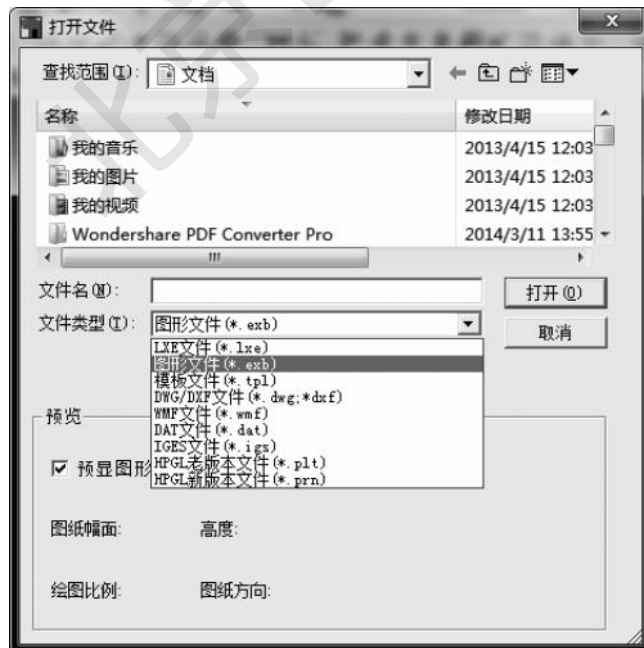 打开文件
查找范围(I): 文档
名称 修改日期
我的音乐 2013/4/15 12:03
我的图片 2013/4/15 12:03
我的视频 2013/4/15 12:03
Wondershare PDF Converter Pro 2014/3/11 13:55
文件名(N): 打开(O)
文件类型(T): 图形文件(*.exb) 取消
LXE文件(*.lxe)
图形文件(*.exb)
模板文件(*.tpl)
DWG/DXF文件(*.dwg;*dxf)
WMF文件(*.wmf)
DAT文件(*.dat)
IGES文件(*.igs)
HPGL老版本文件(*.plt)
HPGL新版本文件(*.prn)
预览
预显图形
图纸幅面: 高度:
绘图比例: 图纸方向: